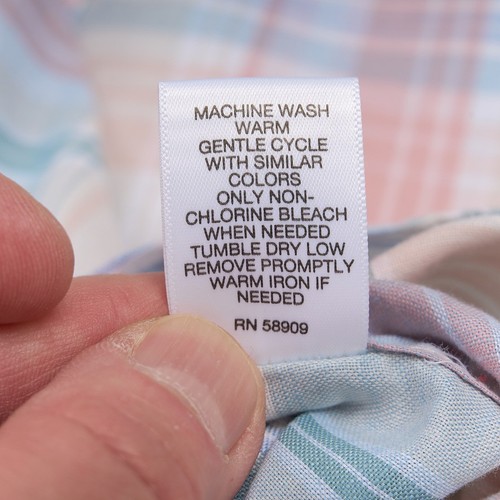 MACHINE WASH
WARM
GENTLE CYCLE
WITH SIMILAR
COLORS
ONLY NON-
CHLORINE BLEACH
WHEN NEEDED
TUMBLE DRY LOW
REMOVE PROMPTLY
WARM IRON IF
NEEDED
RN 58909